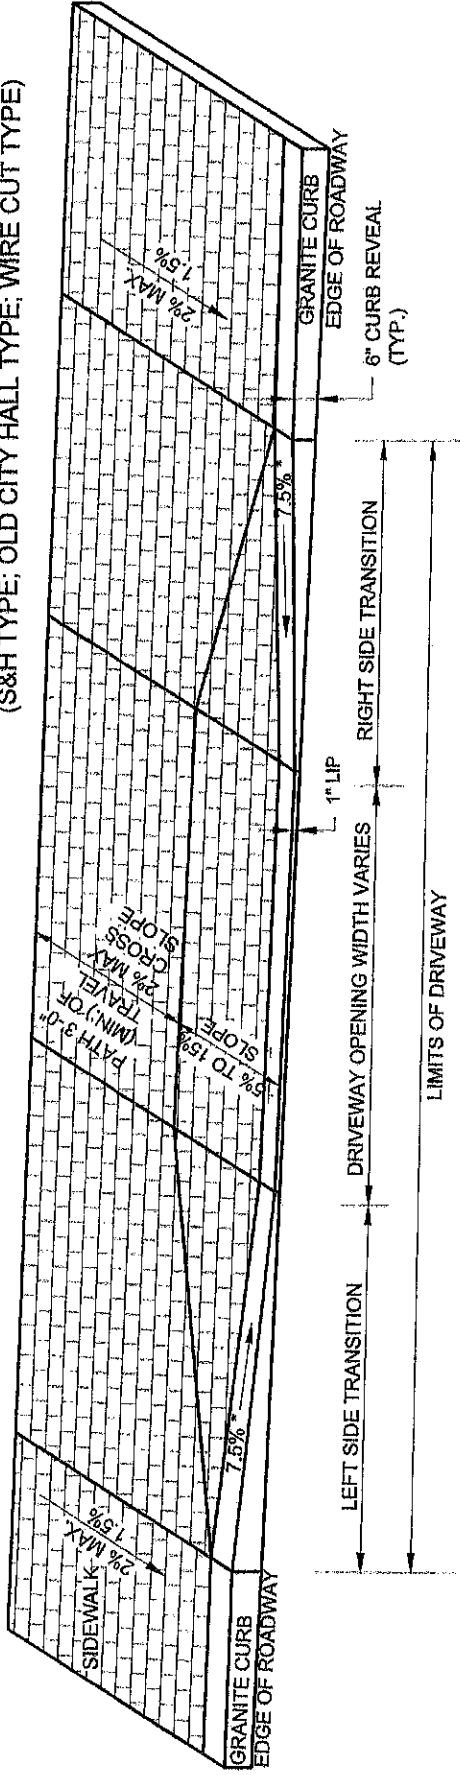 (S&H TYPE; OLD CITY HALL TYPE; WIRE CUT TYPE)
SIDEWALK
2% MAX.
1.5%
PATH 3'-0"
(MIN.) OF
TRAVEL
2% MAX
CROSS
SLOPE
5% TO 15%
SLOPE
2% MAX.
1.5%
7.5% *
7.5% *
GRANITE CURB
EDGE OF ROADWAY
GRANITE CURB
EDGE OF ROADWAY
1" LIP
6" CURB REVEAL
(TYP.)
LEFT SIDE TRANSITION
DRIVEWAY OPENING WIDTH VARIES
RIGHT SIDE TRANSITION
LIMITS OF DRIVEWAY